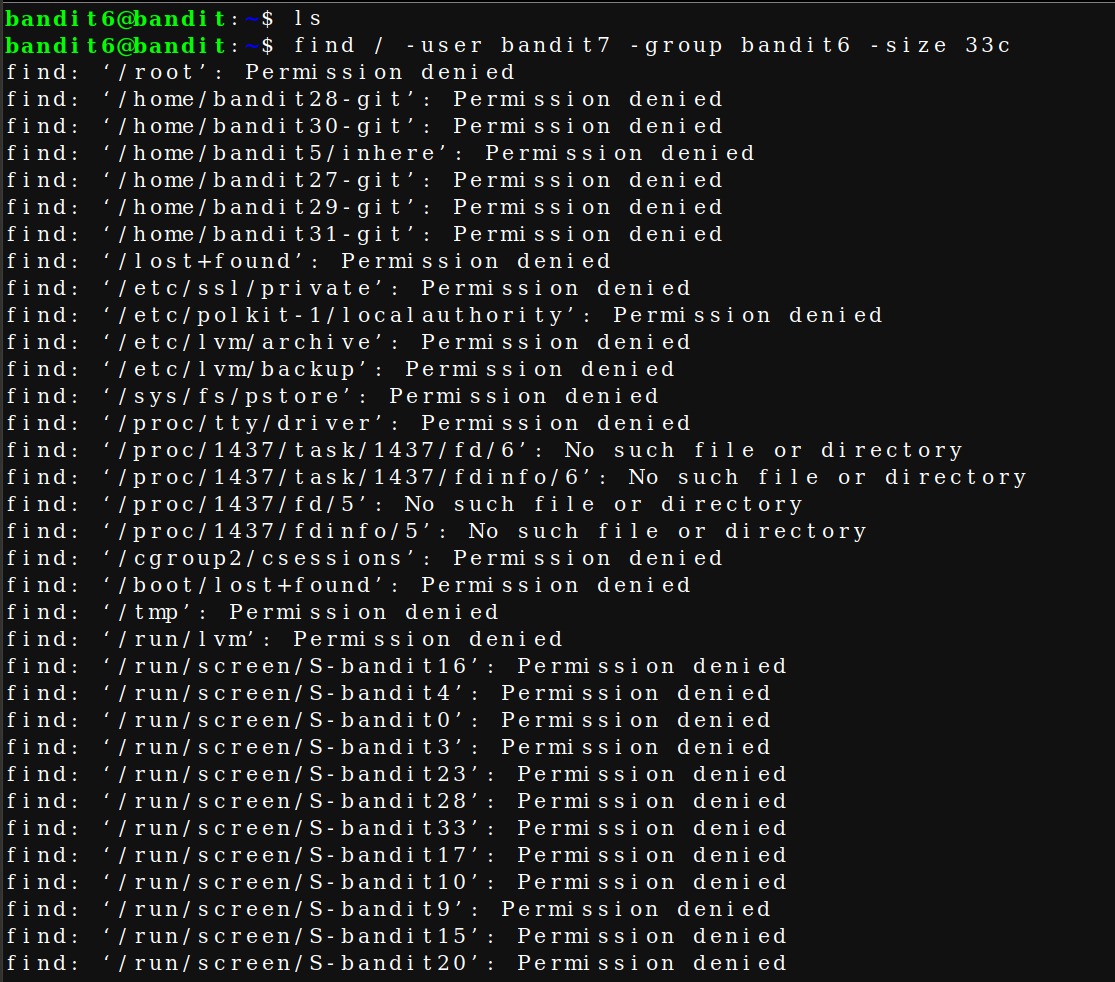 bandit6@bandit:~$ ls
bandit6@bandit:~$ find / -user bandit7 -group bandit6 -size 33c
find: ‘/root’: Permission denied
find: ‘/home/bandit28-git’: Permission denied
find: ‘/home/bandit30-git’: Permission denied
find: ‘/home/bandit5/inhere’: Permission denied
find: ‘/home/bandit27-git’: Permission denied
find: ‘/home/bandit29-git’: Permission denied
find: ‘/home/bandit31-git’: Permission denied
find: ‘/lost+found’: Permission denied
find: ‘/etc/ssl/private’: Permission denied
find: ‘/etc/polkit-1/localauthority’: Permission denied
find: ‘/etc/lvm/archive’: Permission denied
find: ‘/etc/lvm/backup’: Permission denied
find: ‘/sys/fs/pstore’: Permission denied
find: ‘/proc/tty/driver’: Permission denied
find: ‘/proc/1437/task/1437/fd/6’: No such file or directory
find: ‘/proc/1437/task/1437/fdinfo/6’: No such file or directory
find: ‘/proc/1437/fd/5’: No such file or directory
find: ‘/proc/1437/fdinfo/5’: No such file or directory
find: ‘/cgroup2/csessions’: Permission denied
find: ‘/boot/lost+found’: Permission denied
find: ‘/tmp’: Permission denied
find: ‘/run/lvm’: Permission denied
find: ‘/run/screen/S-bandit16’: Permission denied
find: ‘/run/screen/S-bandit4’: Permission denied
find: ‘/run/screen/S-bandit0’: Permission denied
find: ‘/run/screen/S-bandit3’: Permission denied
find: ‘/run/screen/S-bandit23’: Permission denied
find: ‘/run/screen/S-bandit28’: Permission denied
find: ‘/run/screen/S-bandit33’: Permission denied
find: ‘/run/screen/S-bandit17’: Permission denied
find: ‘/run/screen/S-bandit10’: Permission denied
find: ‘/run/screen/S-bandit9’: Permission denied
find: ‘/run/screen/S-bandit15’: Permission denied
find: ‘/run/screen/S-bandit20’: Permission denied